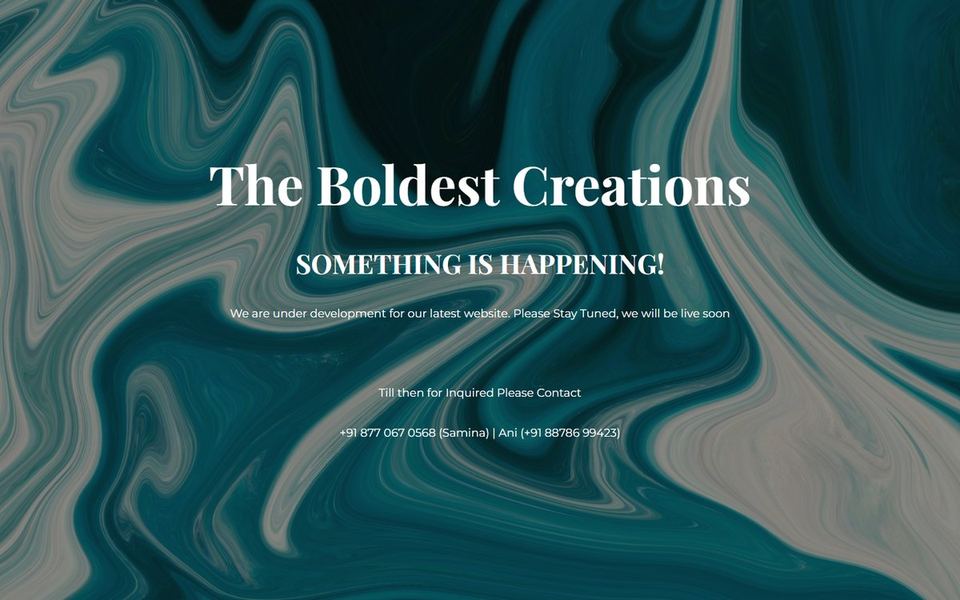 The Boldest Creations
SOMETHING IS HAPPENING!
We are under development for our latest website. Please Stay Tuned, we will be live soon
Till then for Inquired Please Contact
+91 877 067 0568 (Samina) | Ani (+91 88786 99423)